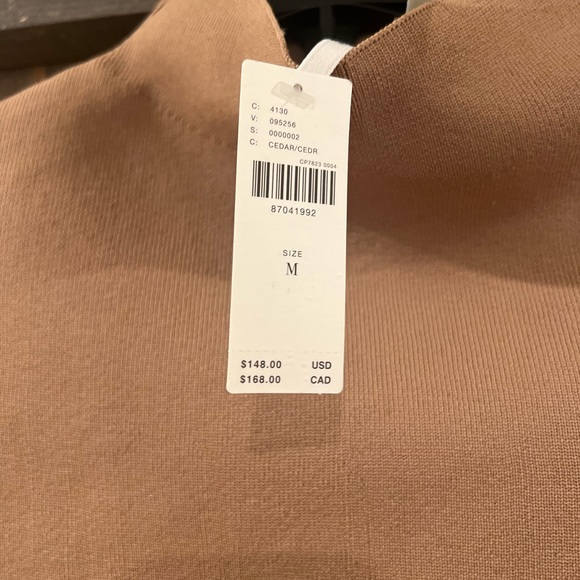 C: 4130
V: 095256
S: 0000002
C: CEDAR/CEDR
CP7823 0004
87041992
SIZE
M
$148.00 USD
$168.00 CAD